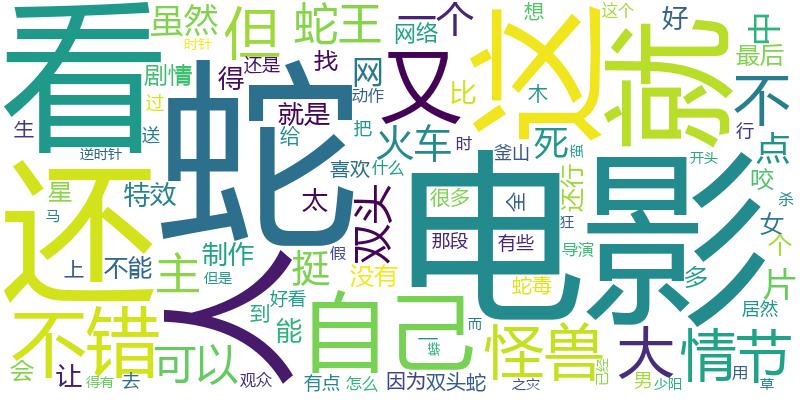 看
虽然
时针
但
蛇王
一个
网络
想
这个
好
中
最后
剧情
得
还是
找
网
又
这
就
不
过
动作
比
木
生
送
逆时针
就是
给
把
火车
时
釜山
死
行
点
蛇
喜欢
什么
开头
咬
还
星
特效
太
双头
很多
全
还行
杀
马
电影
狂
女
个
上
不能
制作
但是
主
挺
假
没有
那段
有些
导演
蛇毒
多
片
人
到
好看
自己
居然
不错
能
而
怪兽
大
情节
会
让
得有
去
可以
观众
有点
怎么
因为
双头蛇
之灾
已经
男
少阳
用
草